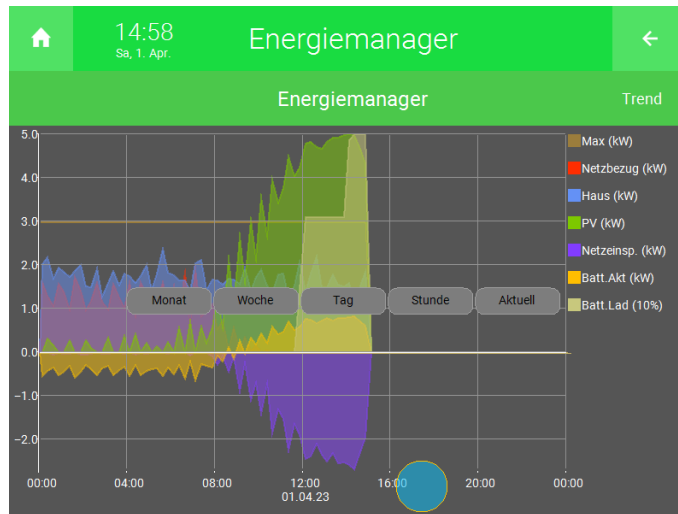 14:58
Sa, 1. Apr.
Energiemanager
Energiemanager
Trend
5.0
4.0
3.0
2.0
1.0
0.0
-1.0
-2.0
Max (kW)
Netzbezug (kW)
Haus (kW)
PV (kW)
Netzeinsp. (kW)
Batt.Akt (kW)
Batt.Lad (10%)
Monat
Woche
Tag
Stunde
Aktuell
00:00
04:00
08:00
12:00
16:00
20:00
00:00
01.04.23